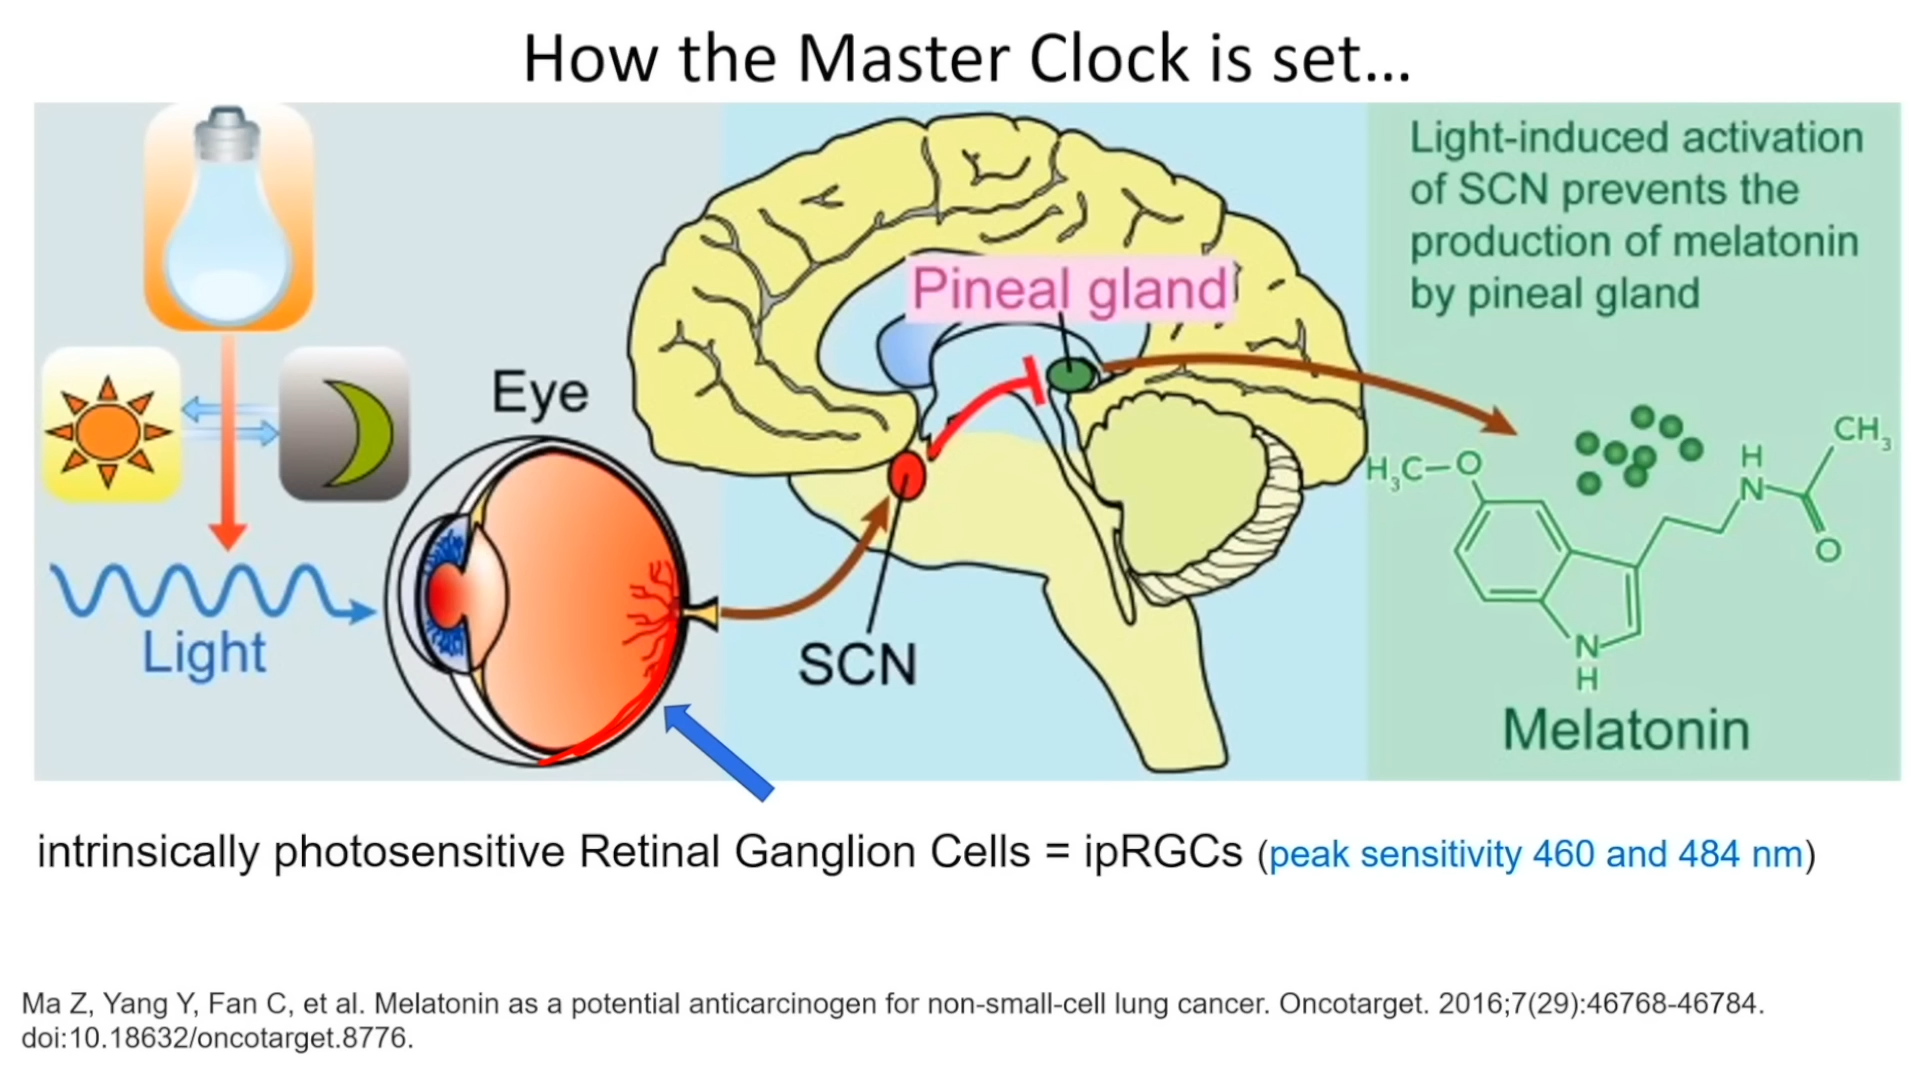 How the Master Clock is set...
Light-induced activation
of SCN prevents the
production of melatonin
by pineal gland
Pineal gland
Eye
Light
SCN
H₃C
O
H
N
CH₃
O
N
H
Melatonin
intrinsically photosensitive Retinal Ganglion Cells = ipRGCs (peak sensitivity 460 and 484 nm)
Ma Z, Yang Y, Fan C, et al. Melatonin as a potential anticarcinogen for non-small-cell lung cancer. Oncotarget. 2016;7(29):46768-46784.
doi:10.18632/oncotarget.8776.